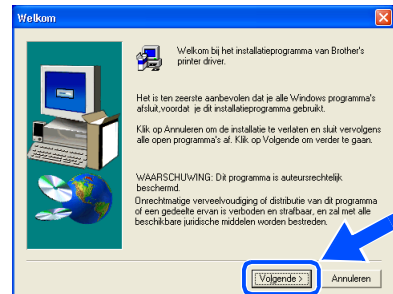 Welkom
Welkom bij het installatieprogramma van Brother's
printer driver.
Het is ten zeerste aanbevolen dat je alle Windows programma's
afsluit,voordat je dit installatieprogramma gebruikt.
Klik op Annuleren om de installatie te verlaten en sluit vervolgens
alle open programma's af. Klik op Volgende om verder te gaan.
WAARSCHUWING: Dit programma is auteursrechtelijk
beschermd.
Onrechtmatige verveelvoudiging of distributie van dit programma
of een gedeelte ervan is verboden en strafbaar, en zal met alle
beschikbare juridische middelen worden bestreden.
Volgende >
Annuleren